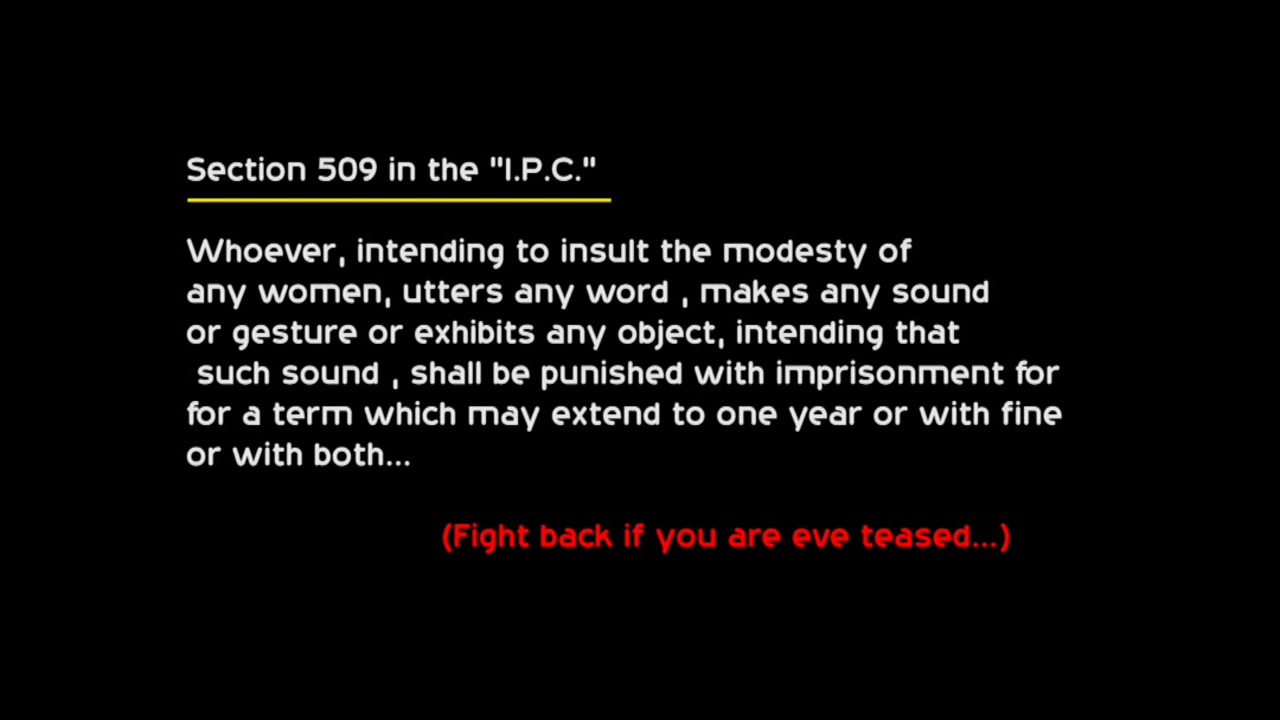 Section 509 in the "I.P.C."
Whoever, intending to insult the modesty of
any women, utters any word , makes any sound
or gesture or exhibits any object, intending that
such sound , shall be punished with imprisonment for
for a term which may extend to one year or with fine
or with both...
(Fight back if you are eve teased...)